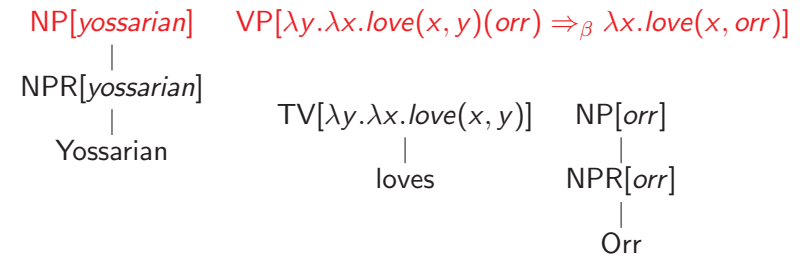 NP[yossarian] VP[λy.λx.love(x, y)(orr) ⇒β λx.love(x, orr)]
NPR[yossarian]
TV[λy.λx.love(x, y)] NP[orr]
Yossarian
loves NPR[orr]
Orr